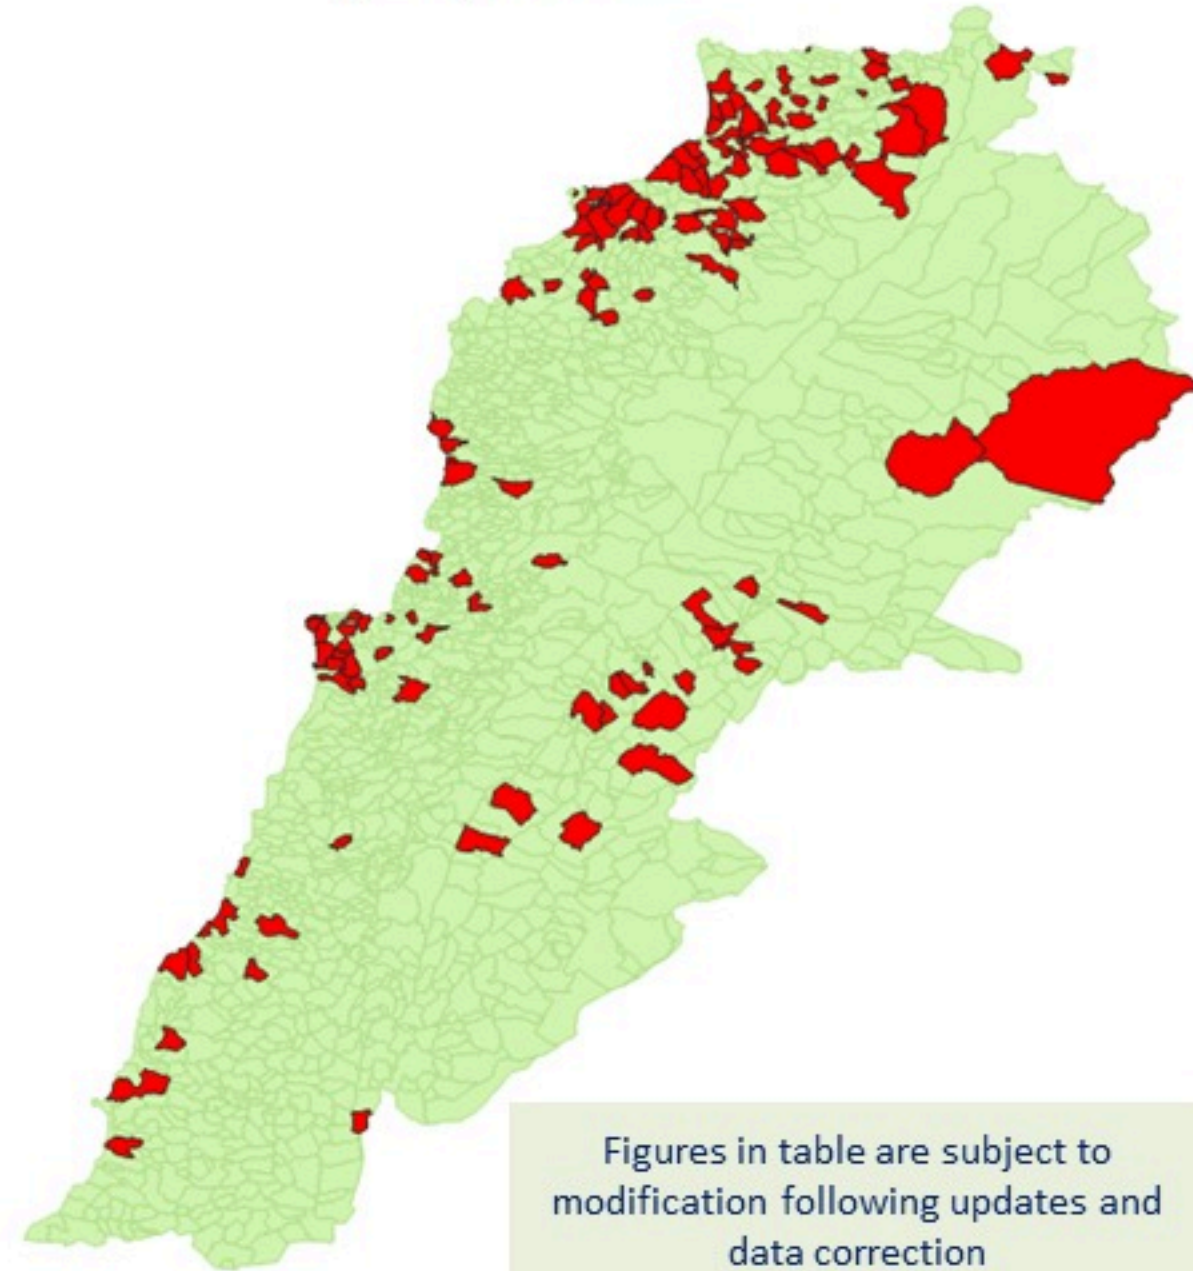 Figures in table are subject to
modification following updates and
data correction